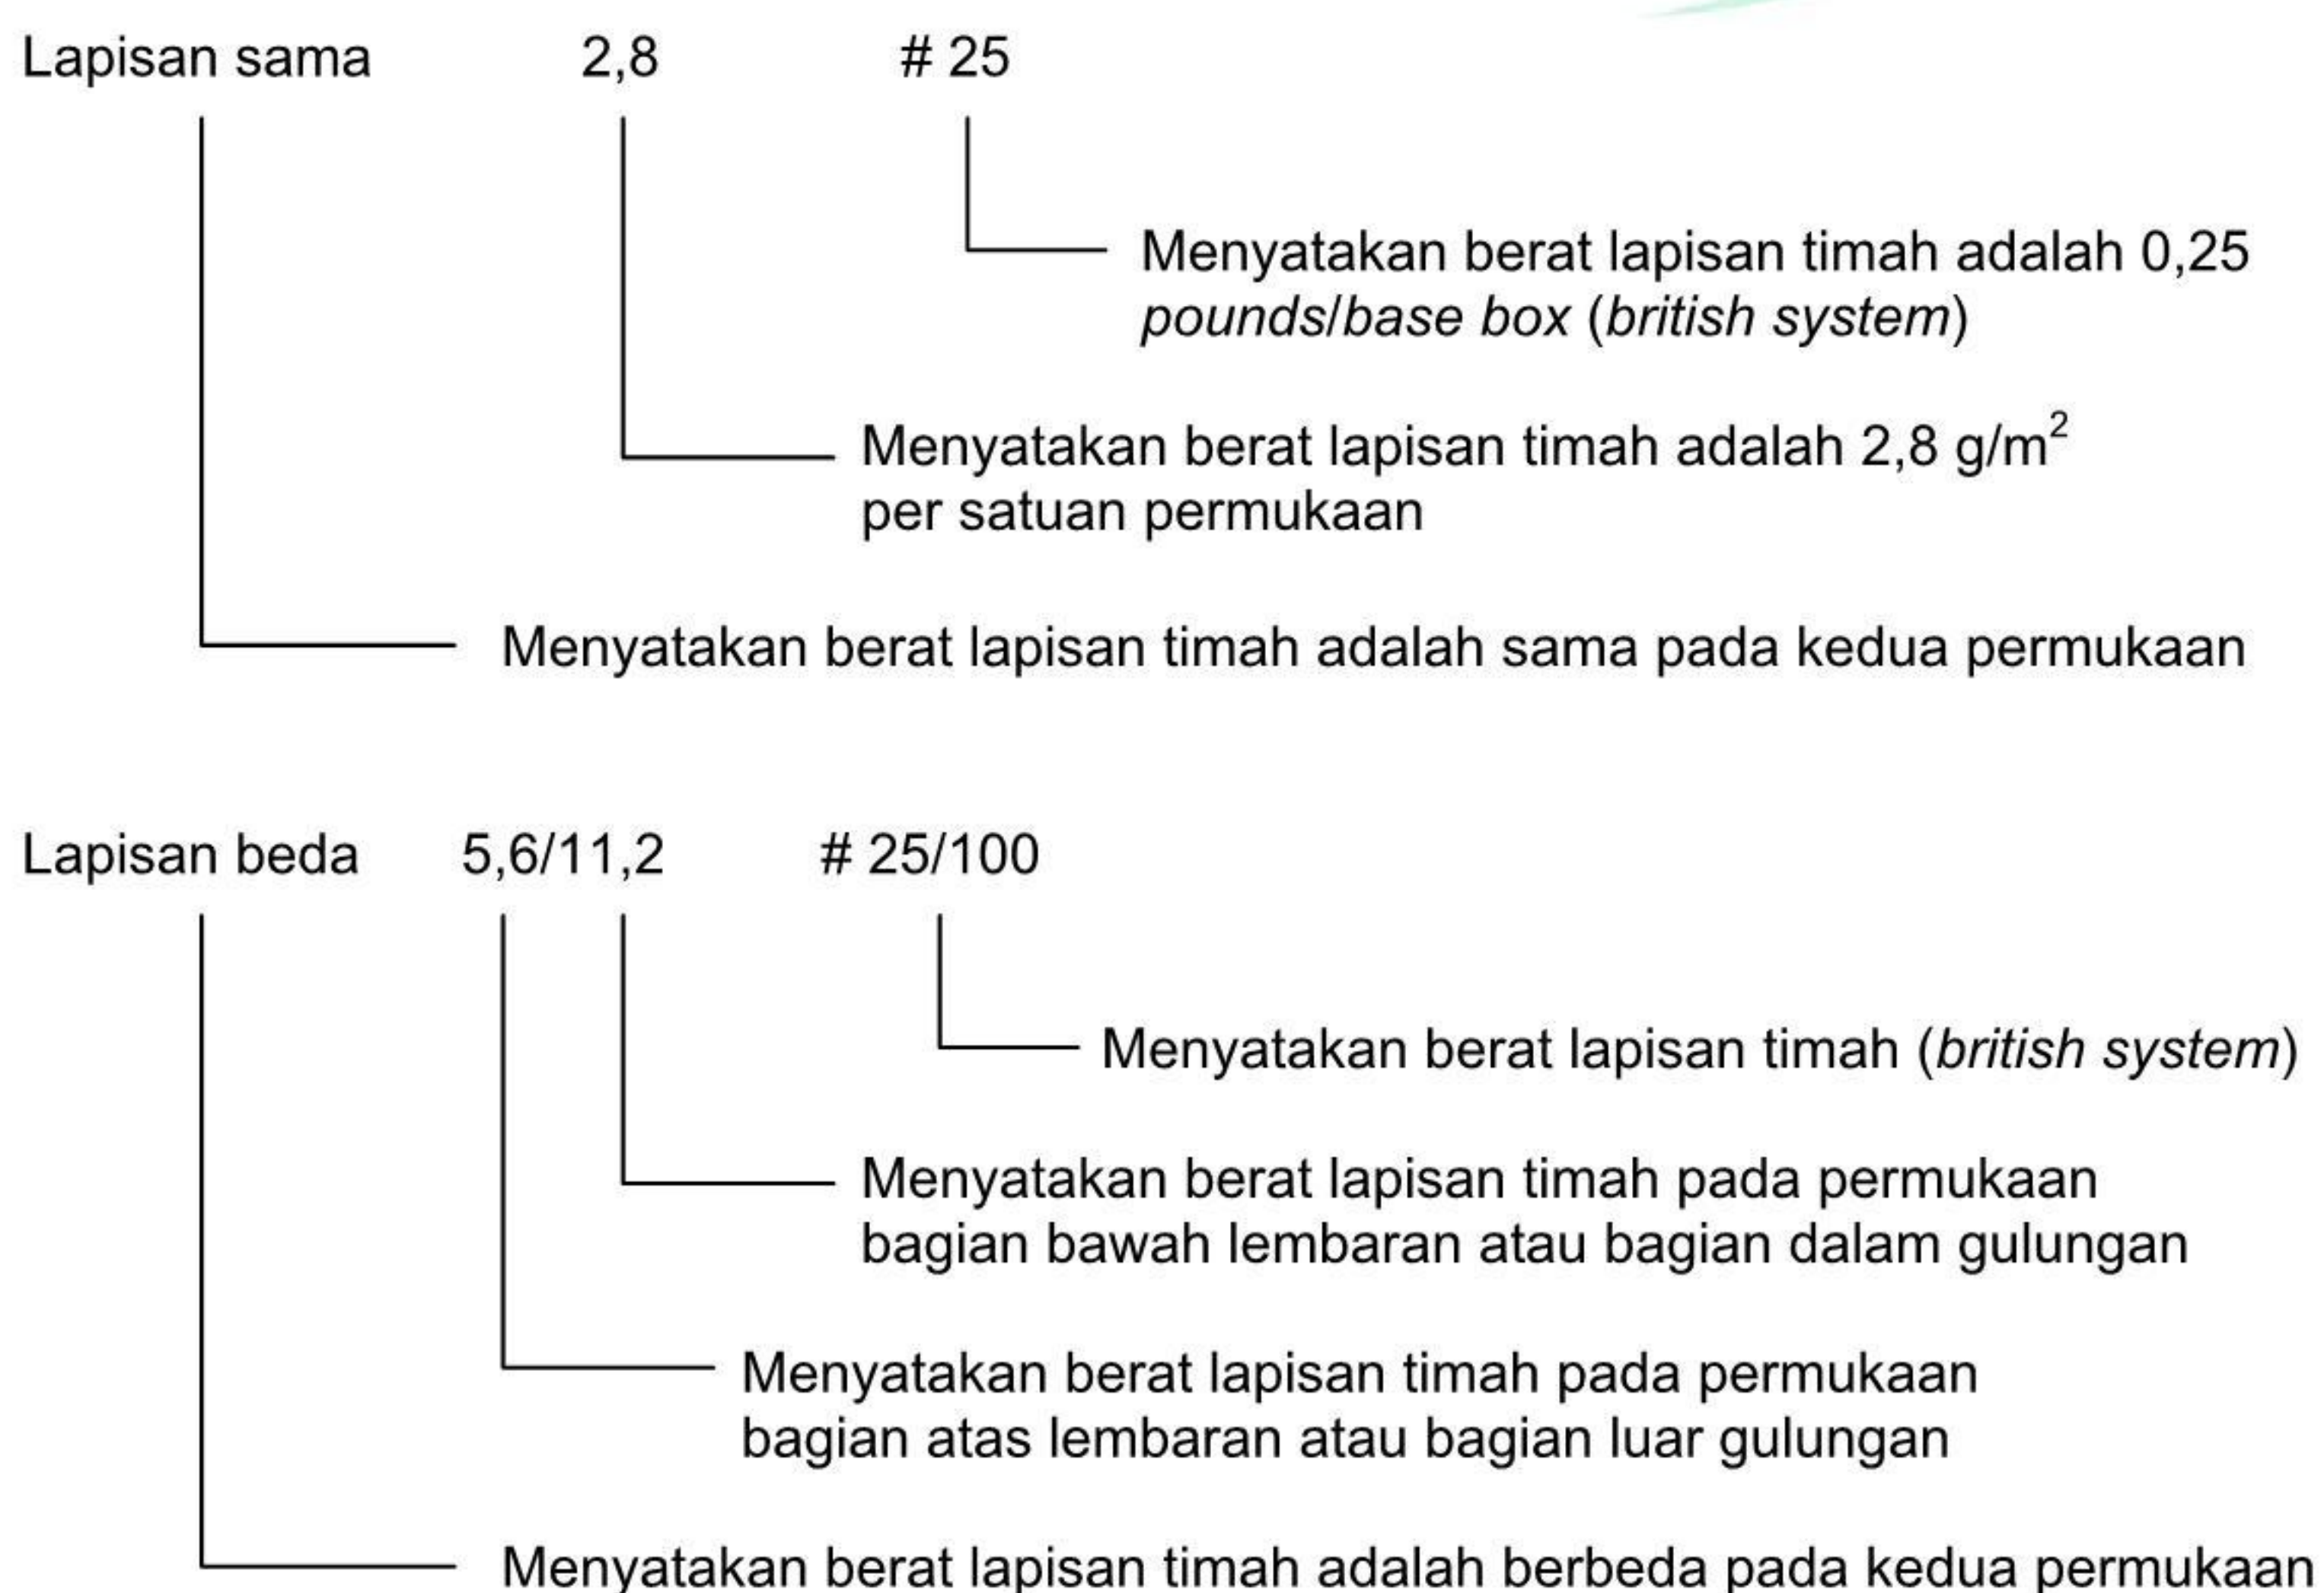 Lapisan sama 2,8 # 25
Menyatakan berat lapisan timah adalah 0,25
pounds/base box (british system)
Menyatakan berat lapisan timah adalah 2,8 g/m²
per satuan permukaan
Menyatakan berat lapisan timah adalah sama pada kedua permukaan
Lapisan beda 5,6/11,2 # 25/100
Menyatakan berat lapisan timah (british system)
Menyatakan berat lapisan timah pada permukaan
bagian bawah lembaran atau bagian dalam gulungan
Menyatakan berat lapisan timah pada permukaan
bagian atas lembaran atau bagian luar gulungan
Menyatakan berat lapisan timah adalah berbeda pada kedua permukaan